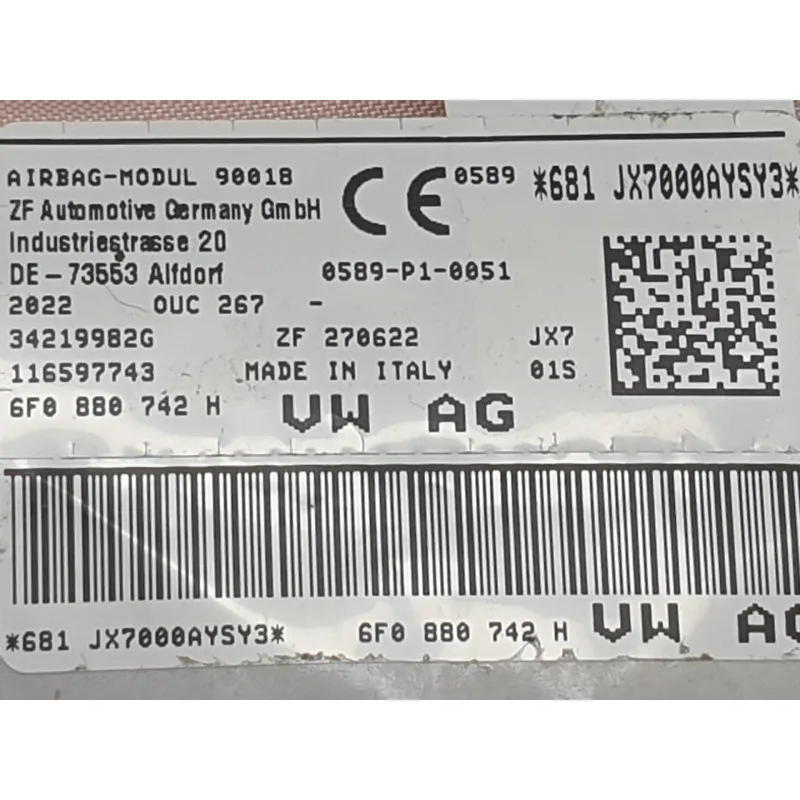 AIRBAG-MODUL 90018
ZF Automotive Germany GmbH
Industriestrasse 20
DE-73553 Alfdorf
CE 0589
*681 JX7000AYSY3*
0589-P1-0051
2022 OUC 267 -
34219982G ZF 270622 JX7
116597743 MADE IN ITALY 01S
6F0 880 742 H VW AG
*681 JX7000AYSY3* 6F0 880 742 H VW AG